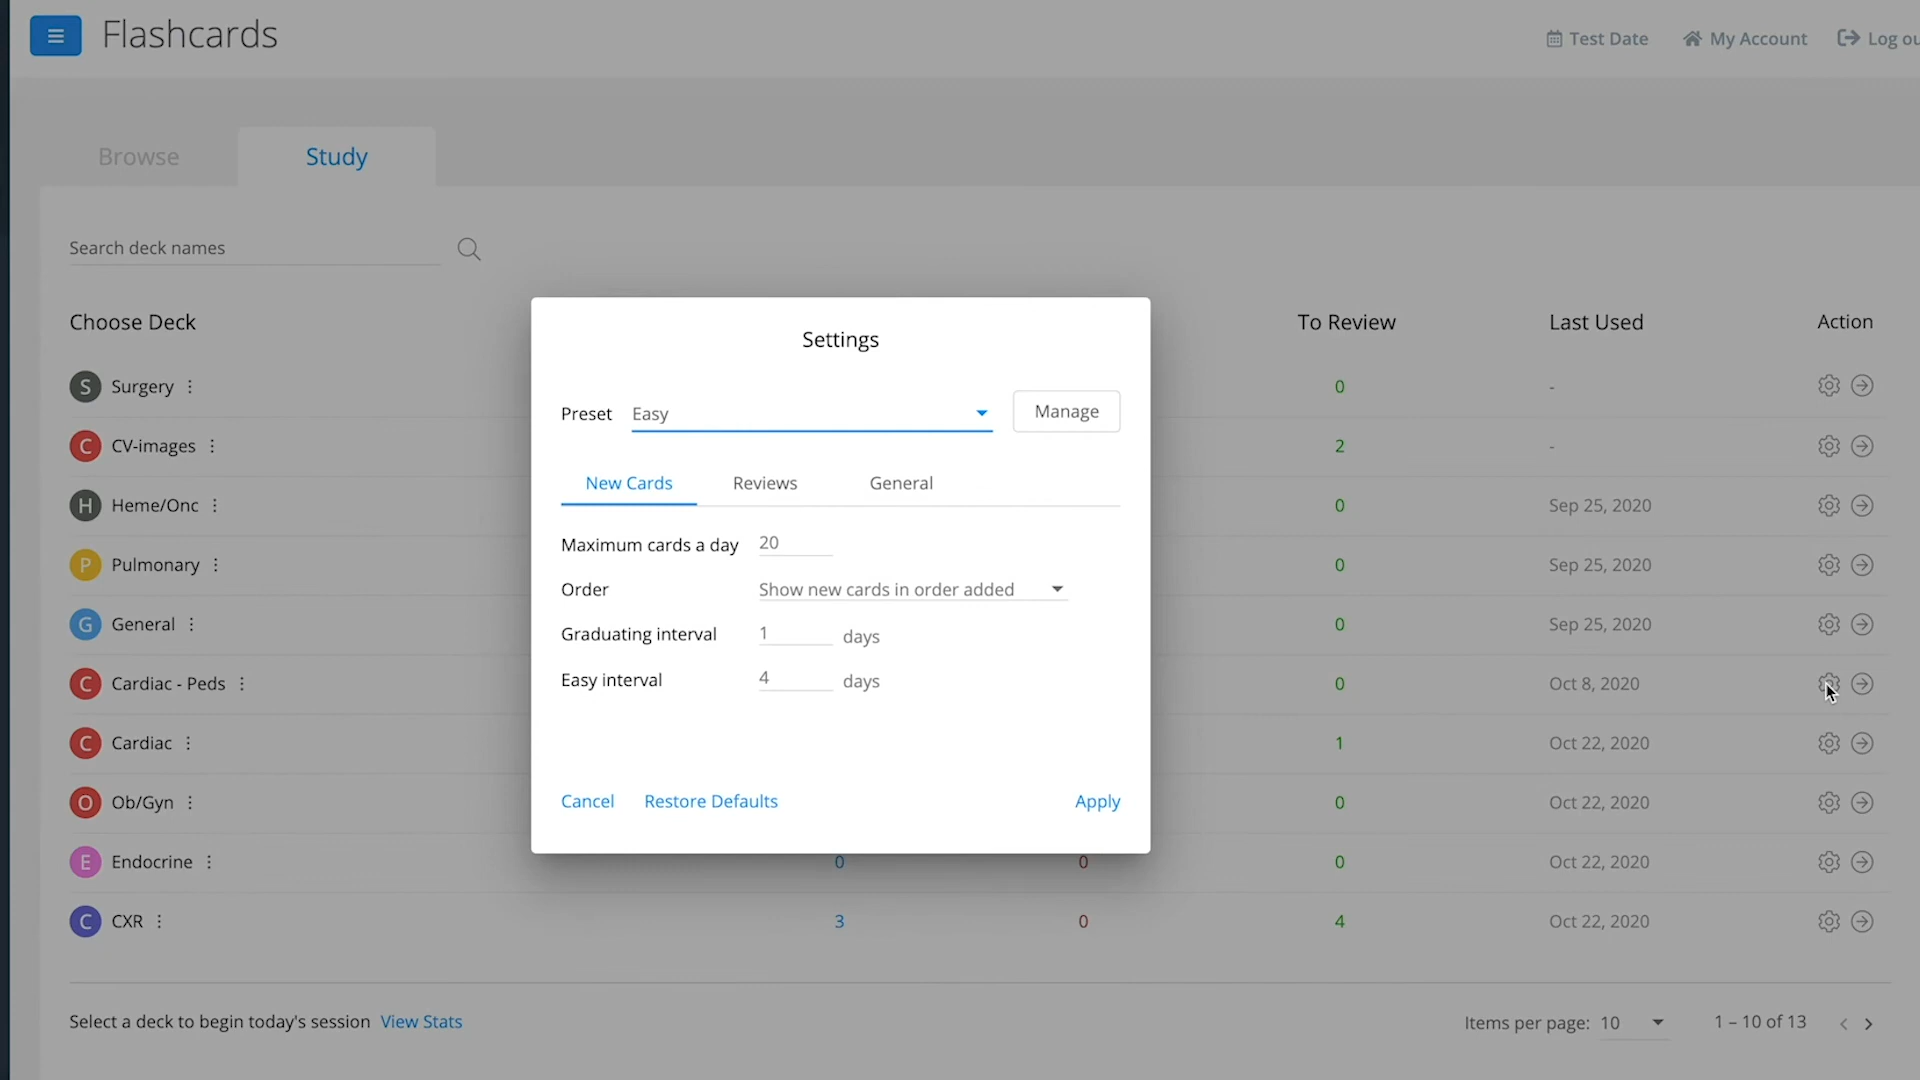 Flashcards
Test Date My Account Log ou
Browse Study
Search deck names
Choose Deck To Review Last Used Action
Settings
Preset Easy Manage
New Cards Reviews General
Maximum cards a day 20
Order Show new cards in order added
Graduating interval 1 days
Easy interval 4 days
Cancel Restore Defaults Apply
S Surgery 0 -
C CV-images 2 -
H Heme/Onc 0 Sep 25, 2020
P Pulmonary 0 Sep 25, 2020
G General 0 Sep 25, 2020
C Cardiac - Peds 0 Oct 8, 2020
C Cardiac 1 Oct 22, 2020
O Ob/Gyn 0 Oct 22, 2020
E Endocrine 0 0 0 Oct 22, 2020
C CXR 3 0 4 Oct 22, 2020
Select a deck to begin today's session View Stats
Items per page: 10 1 – 10 of 13